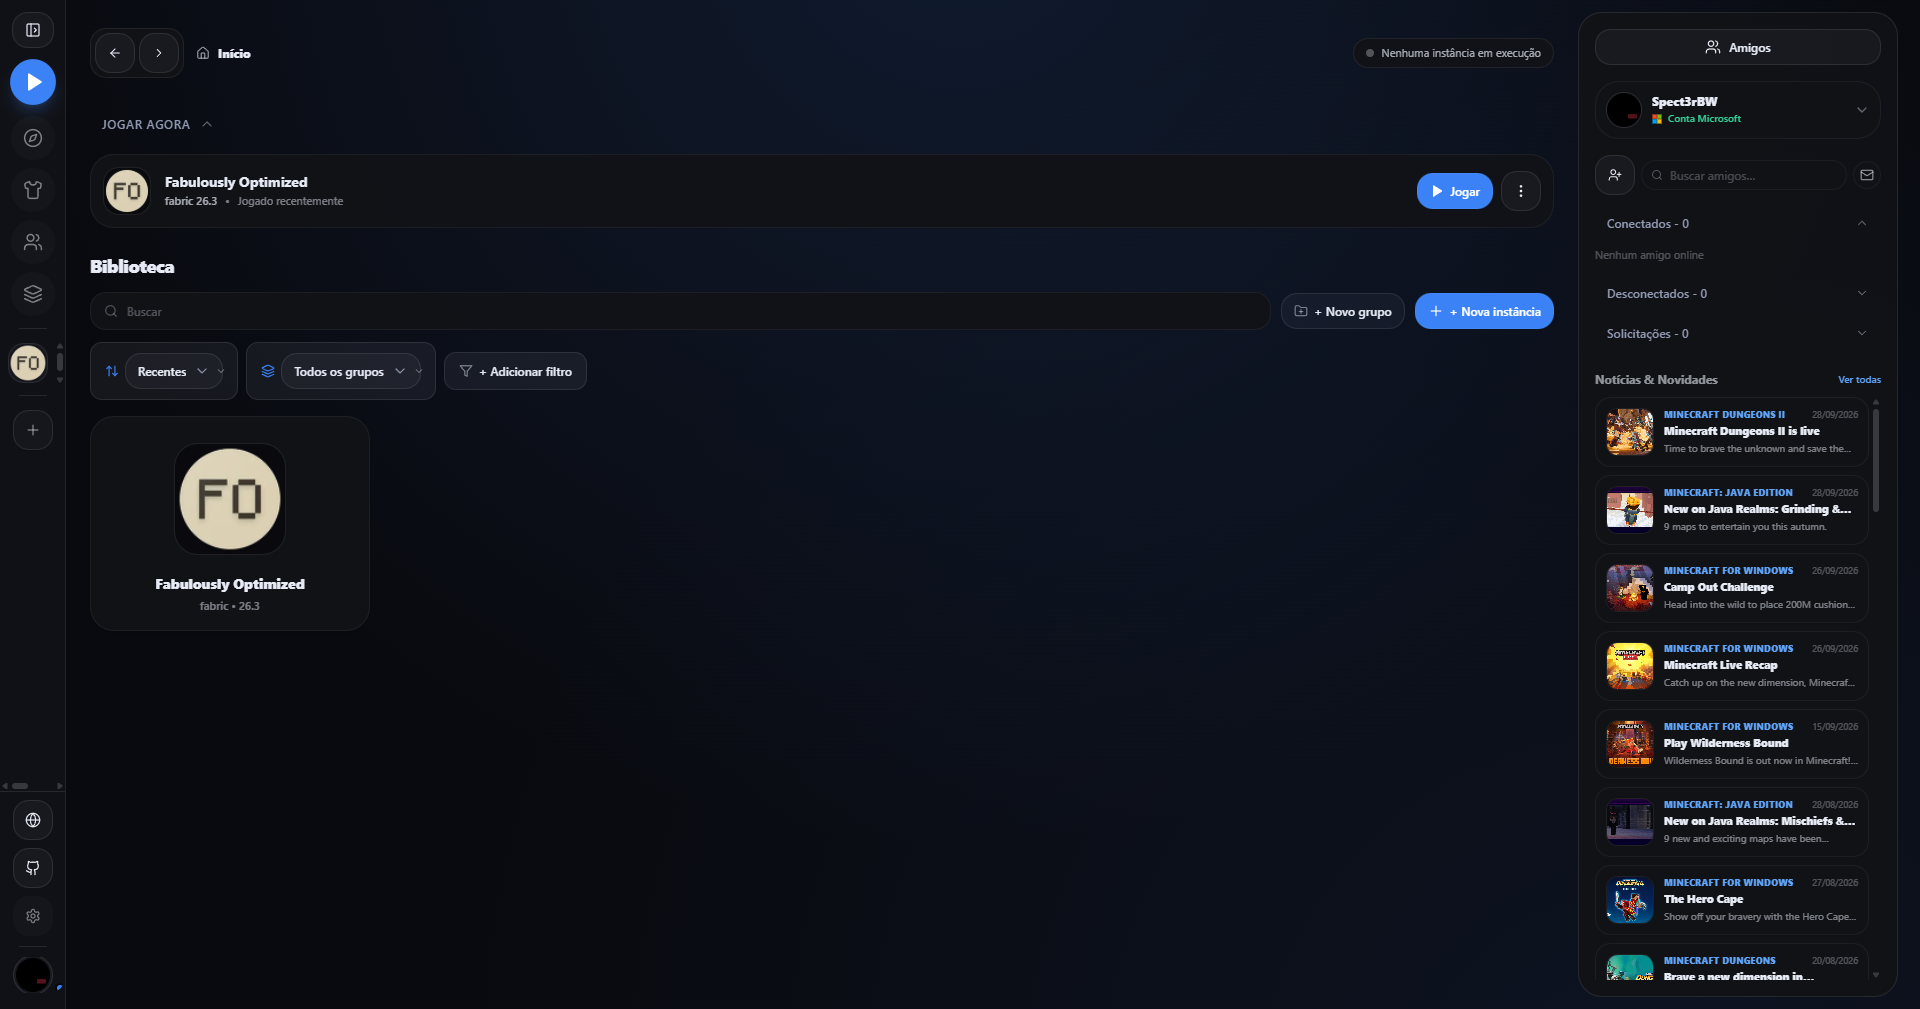 Início
Nenhuma instância em execução
JOGAR AGORA
FO
Fabulously Optimized
fabric 26.3 • Jogado recentemente
Jogar
Biblioteca
Buscar
+ Novo grupo
+ Nova instância
Recentes
Todos os grupos
+ Adicionar filtro
FO
FO
Fabulously Optimized
fabric • 26.3
Amigos
Spect3rBW
Conta Microsoft
Buscar amigos...
Conectados - 0
Nenhum amigo online
Desconectados - 0
Solicitações - 0
Notícias & Novidades
Ver todas
MINECRAFT DUNGEONS II 28/09/2026
Minecraft Dungeons II is live
Time to brave the unknown and save the...
MINECRAFT: JAVA EDITION 28/09/2026
New on Java Realms: Grinding &...
9 maps to entertain you this autumn.
MINECRAFT FOR WINDOWS 26/09/2026
Camp Out Challenge
Head into the wild to place 200M cushion...
MINECRAFT FOR WINDOWS 26/09/2026
Minecraft Live Recap
Catch up on the new dimension, Minecraf...
MINECRAFT FOR WINDOWS 15/09/2026
Play Wilderness Bound
Wilderness Bound is out now in Minecraft!...
MINECRAFT: JAVA EDITION 28/08/2026
New on Java Realms: Mischiefs &...
9 new and exciting maps have been...
MINECRAFT FOR WINDOWS 27/08/2026
The Hero Cape
Show off your bravery with the Hero Cape...
MINECRAFT DUNGEONS 20/08/2026
Brave a new dimension in...